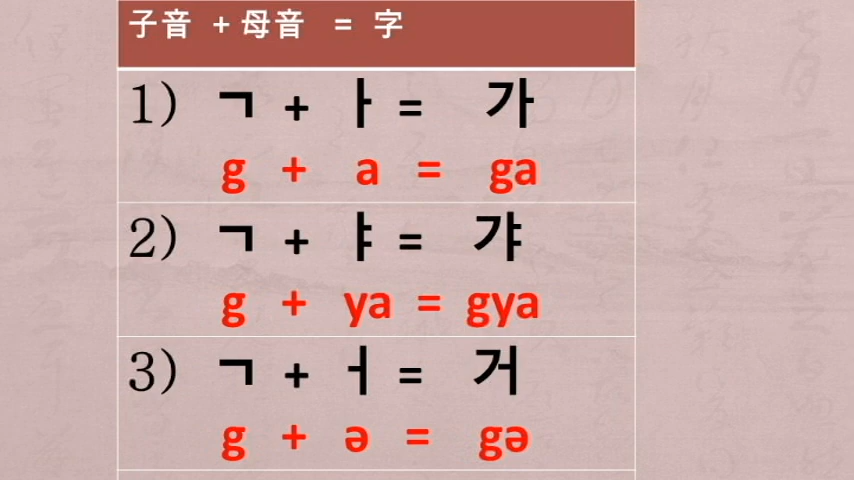 子音 + 母音 = 字
1) ㄱ + ㅏ = 가
g + a = ga
2) ㄱ + ㅑ = 갸
g + ya = gya
3) ㄱ + ㅓ = 거
g + ə = gə